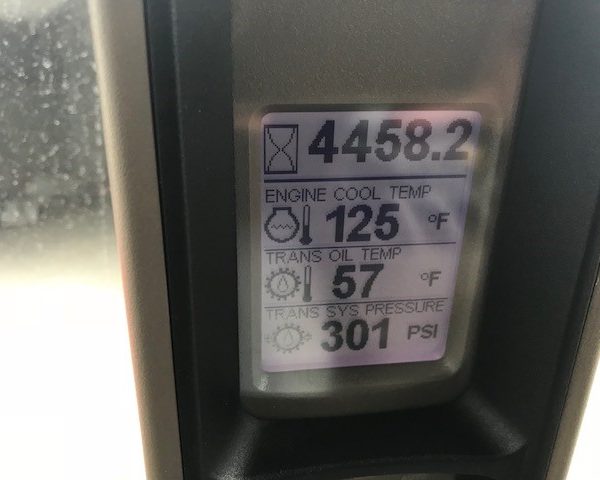 4458.2
ENGINE COOL TEMP
125 °F
TRANS OIL TEMP
57 °F
TRANS SYS PRESSURE
301 PSI